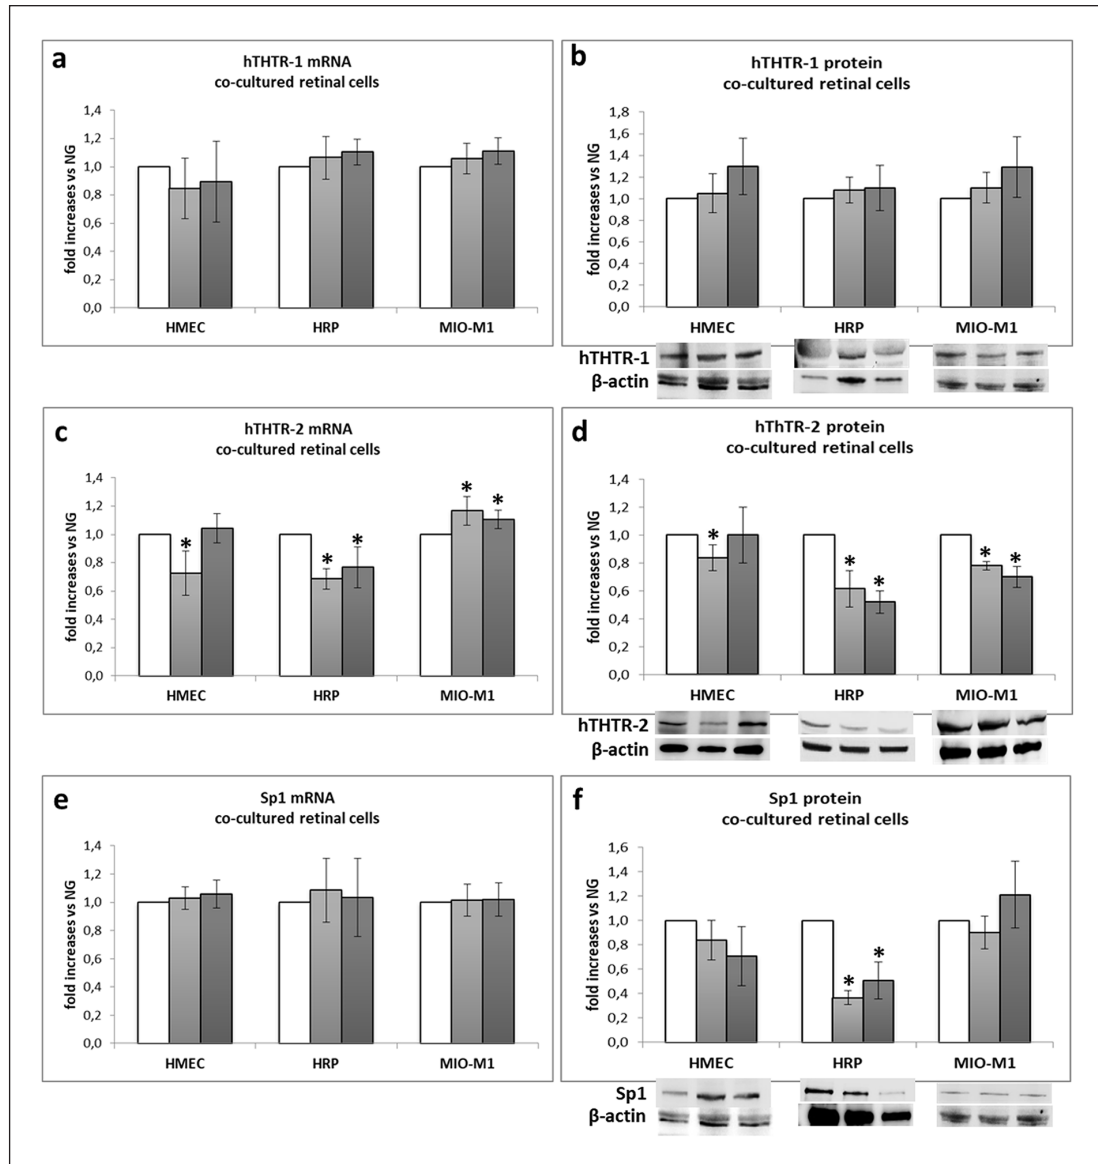 a
hTHTR-1 mRNA
co-cultured retinal cells
fold increases vs NG
1,4
1,2
1,0
0,8
0,6
0,4
0,2
0,0
HMEC HRP MIO-M1
b
hTHTR-1 protein
co-cultured retinal cells
fold increases vs NG
1,8
1,6
1,4
1,2
1,0
0,8
0,6
0,4
0,2
0,0
HMEC HRP MIO-M1
hTHTR-1
β-actin
c
hTHTR-2 mRNA
co-cultured retinal cells
fold increases vs NG
1,4
1,2
1,0
0,8
0,6
0,4
0,2
0,0
* * * * *
HMEC HRP MIO-M1
d
hThTR-2 protein
co-cultured retinal cells
fold increases vs NG
1,4
1,2
1,0
0,8
0,6
0,4
0,2
0,0
* * * * *
HMEC HRP MIO-M1
hTHTR-2
β-actin
e
Sp1 mRNA
co-cultured retinal cells
fold increases vs NG
1,4
1,2
1,0
0,8
0,6
0,4
0,2
0,0
HMEC HRP MIO-M1
f
Sp1 protein
co-cultured retinal cells
fold increases vs NG
1,6
1,4
1,2
1,0
0,8
0,6
0,4
0,2
0,0
* *
HMEC HRP MIO-M1
Sp1
β-actin